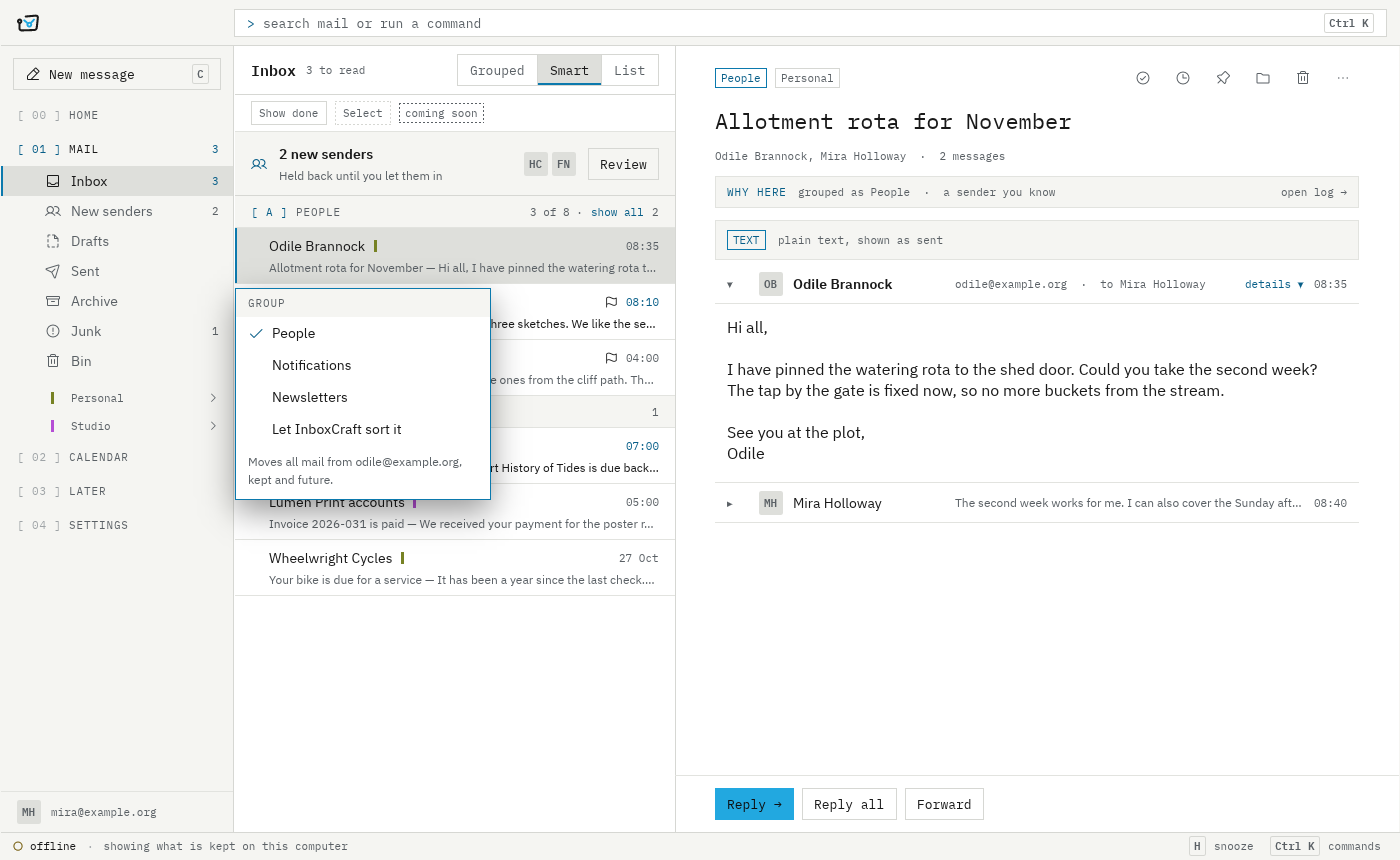 > search mail or run a command Ctrl K
New message C
[ 00 ] HOME
[ 01 ] MAIL 3
Inbox 3
New senders 2
Drafts
Sent
Archive
Junk 1
Bin
Personal
Studio
[ 02 ] CALENDAR
[ 03 ] LATER
[ 04 ] SETTINGS
MH mira@example.org
Inbox 3 to read Grouped Smart List
Show done Select coming soon
2 new senders
Held back until you let them in
HC FN Review
[ A ] PEOPLE 3 of 8 · show all 2
Odile Brannock 08:35
Allotment rota for November — Hi all, I have pinned the watering rota t…
08:10
hree sketches. We like the se…
04:00
e ones from the cliff path. Th…
1
07:00
rt History of Tides is due back…
Lumen Print accounts 05:00
Invoice 2026-031 is paid — We received your payment for the poster r…
Wheelwright Cycles 27 Oct
Your bike is due for a service — It has been a year since the last check.…
GROUP
People
Notifications
Newsletters
Let InboxCraft sort it
Moves all mail from odile@example.org,
kept and future.
People Personal
Allotment rota for November
Odile Brannock, Mira Holloway · 2 messages
WHY HERE grouped as People · a sender you know open log →
TEXT plain text, shown as sent
▾ OB Odile Brannock odile@example.org · to Mira Holloway details ▾ 08:35
Hi all,
I have pinned the watering rota to the shed door. Could you take the second week?
The tap by the gate is fixed now, so no more buckets from the stream.
See you at the plot,
Odile
▸ MH Mira Holloway The second week works for me. I can also cover the Sunday aft… 08:40
Reply → Reply all Forward
offline · showing what is kept on this computer H snooze Ctrl K commands